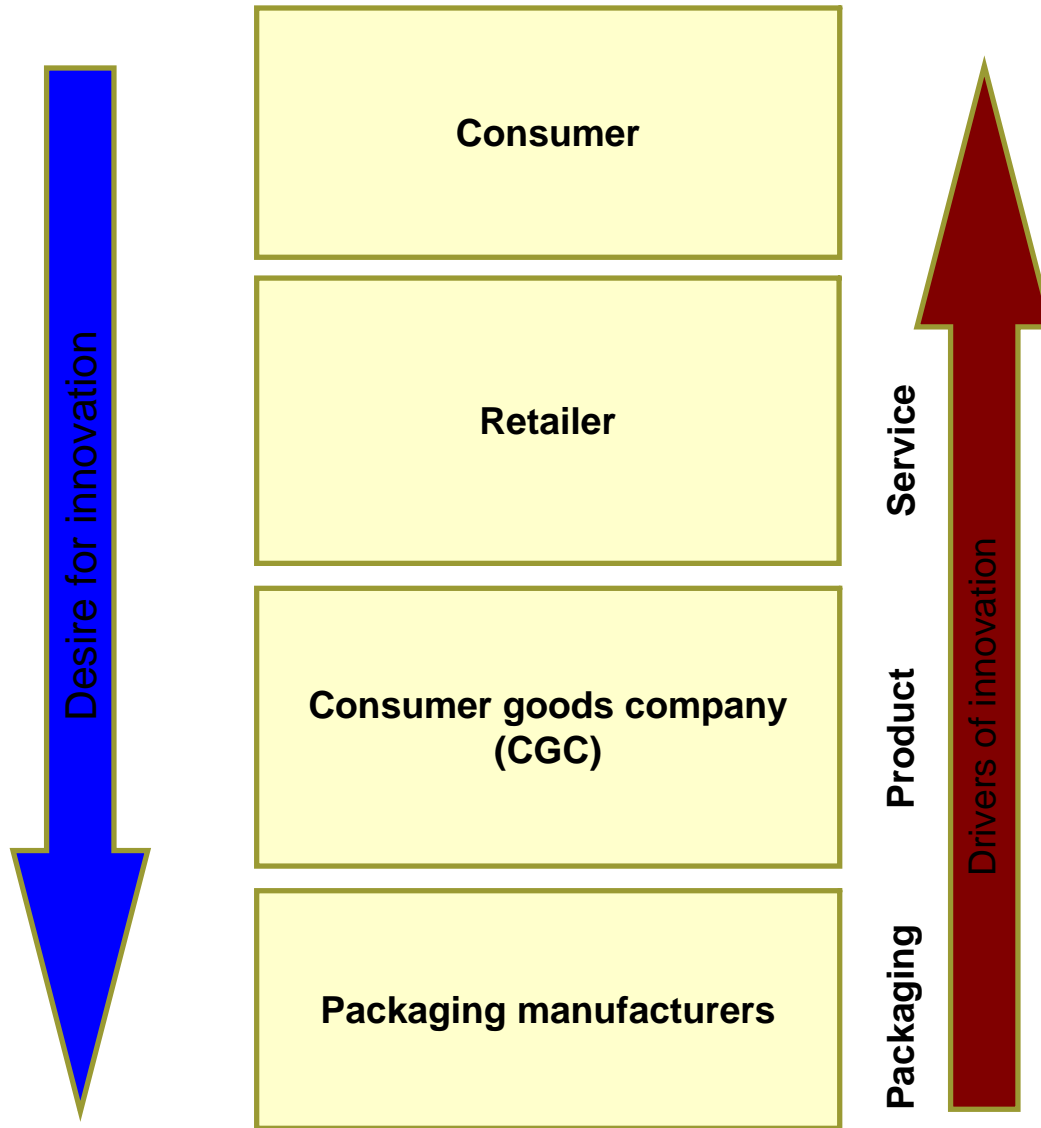 Consumer
Desire for innovation
Retailer
Service
Consumer goods company
(CGC)
Product
Drivers of innovation
Packaging manufacturers
Packaging